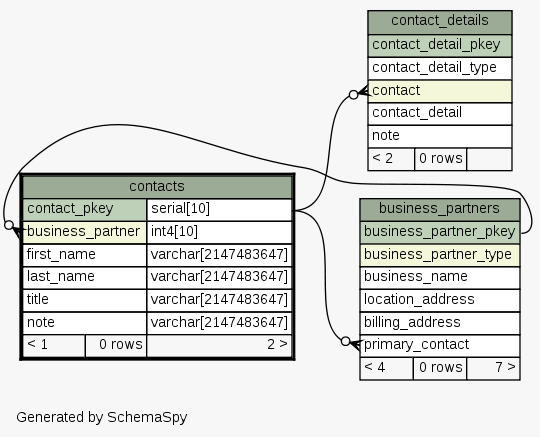 contact_details
contact_detail_pkey
contact_detail_type
contact
contact_detail
note
< 2 0 rows
contacts
contact_pkey serial[10]
business_partner int4[10]
first_name varchar[2147483647]
last_name varchar[2147483647]
title varchar[2147483647]
note varchar[2147483647]
< 1 0 rows 2 >
business_partners
business_partner_pkey
business_partner_type
business_name
location_address
billing_address
primary_contact
< 4 0 rows 7 >
Generated by SchemaSpy